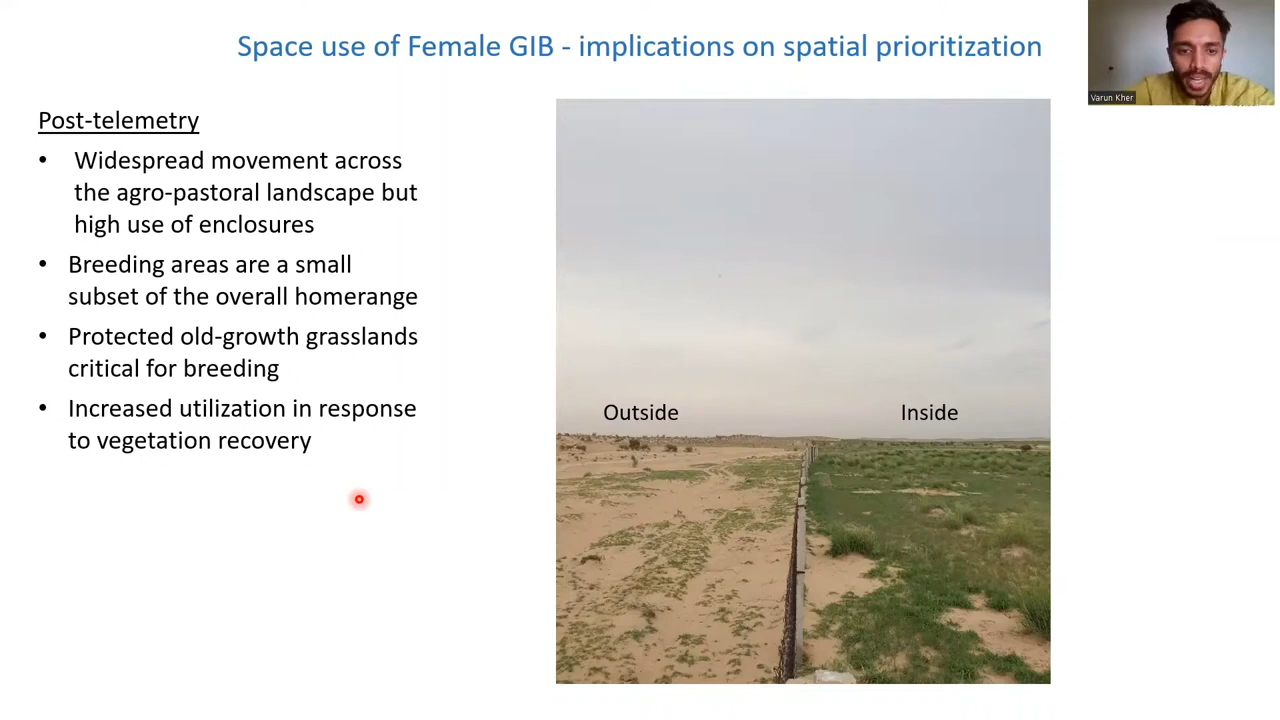 Space use of Female GIB - implications on spatial prioritization
Varun Kher
Post-telemetry
• Widespread movement across
the agro-pastoral landscape but
high use of enclosures
• Breeding areas are a small
subset of the overall homerange
• Protected old-growth grasslands
critical for breeding
• Increased utilization in response
to vegetation recovery
Outside
Inside